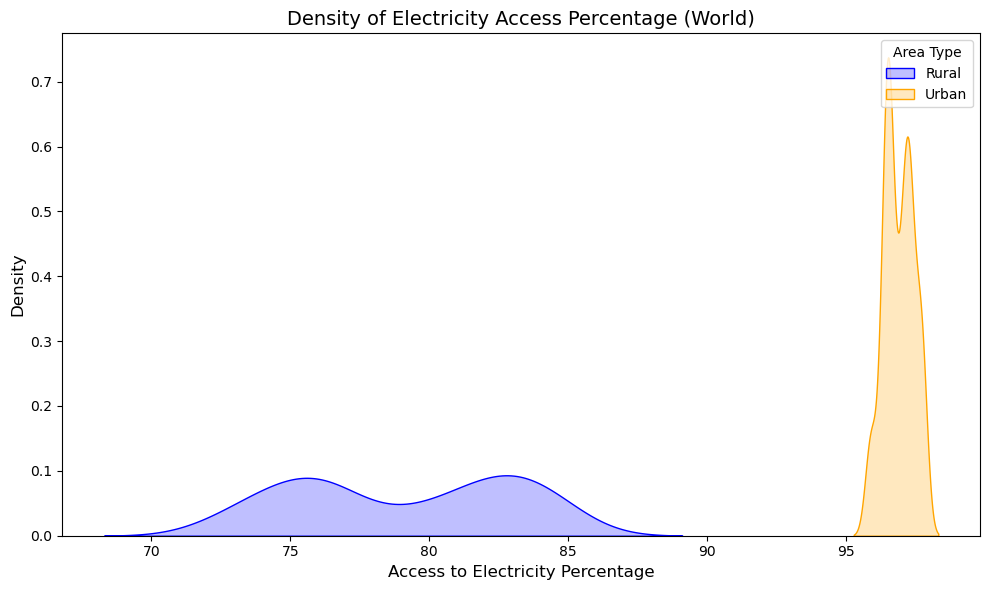 Density of Electricity Access Percentage (World)
Area Type
Rural
Urban
Density
0.7
0.6
0.5
0.4
0.3
0.2
0.1
0.0
70 75 80 85 90 95
Access to Electricity Percentage